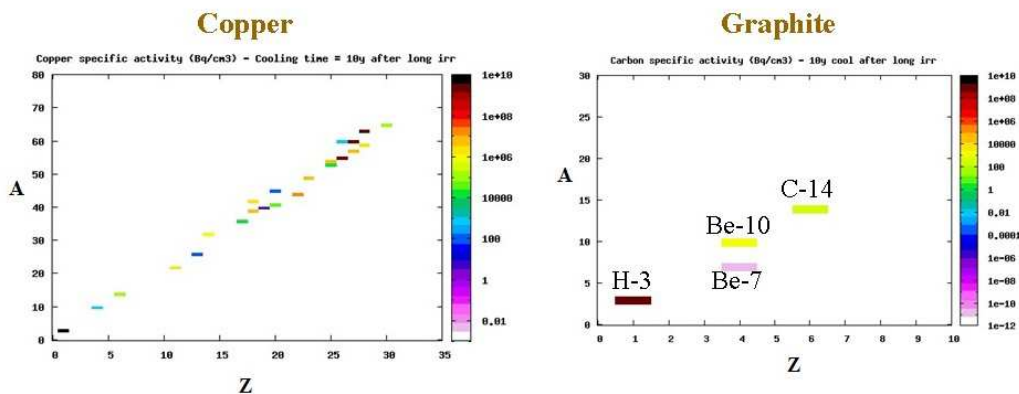 Copper
Graphite
Copper specific activity (Bq/cm3) - Cooling time = 10y after long irr
80
70
60
50
40
30
20
10
0
A
0 5 10 15 20 25 30 35
Z
1e+10
1e+08
1e+06
10000
100
1
0.01
Carbon specific activity (Bq/cm3) - 10y cool after long irr
30
25
20
15
10
5
0
A
C-14
Be-10
Be-7
H-3
0 1 2 3 4 5 6 7 8 9 10
Z
1e+10
1e+08
1e+06
10000
100
1
0.01
0.0001
1e-06
1e-08
1e-10
1e-12